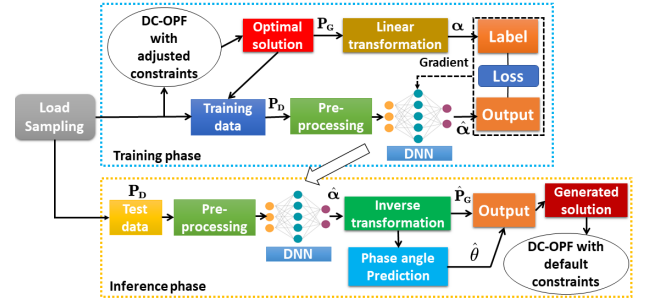 DC-OPF with
adjusted
constraints
Optimal
solution
P_G
Linear
transformation
α
Label
Gradient
Loss
Load
Sampling
Training
data
P_D
Pre-
processing
DNN
α̂
Output
Training phase
P_D
Test
data
Pre-
processing
DNN
α̂
Inverse
transformation
P̂_G
Output
Generated
solution
Phase angle
Prediction
θ̂
DC-OPF with
default
constraints
Inference phase